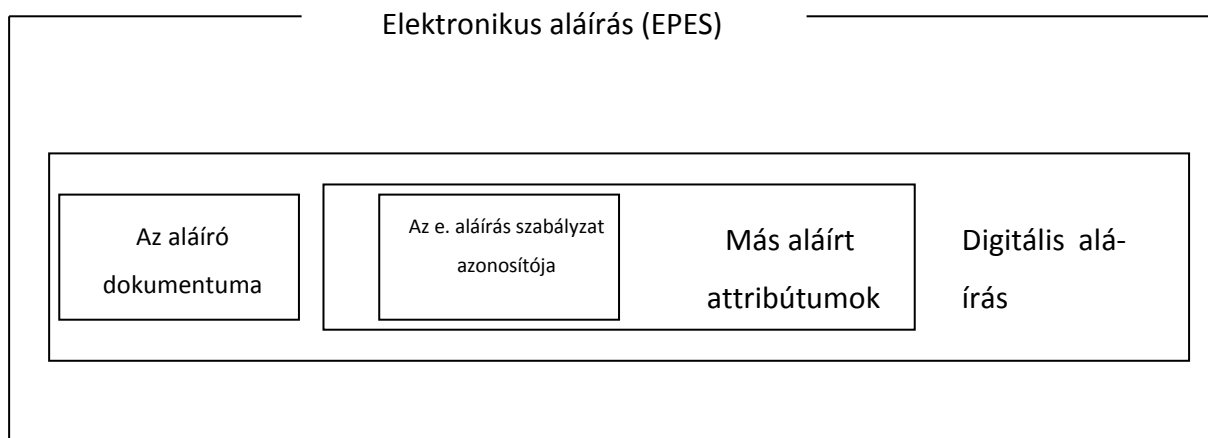 Elektronikus aláírás (EPES)
Az aláíró
dokumentuma
Az e. aláírás szabályzat
azonosítója
Más aláírt
attribútumok
Digitális alá-
írás